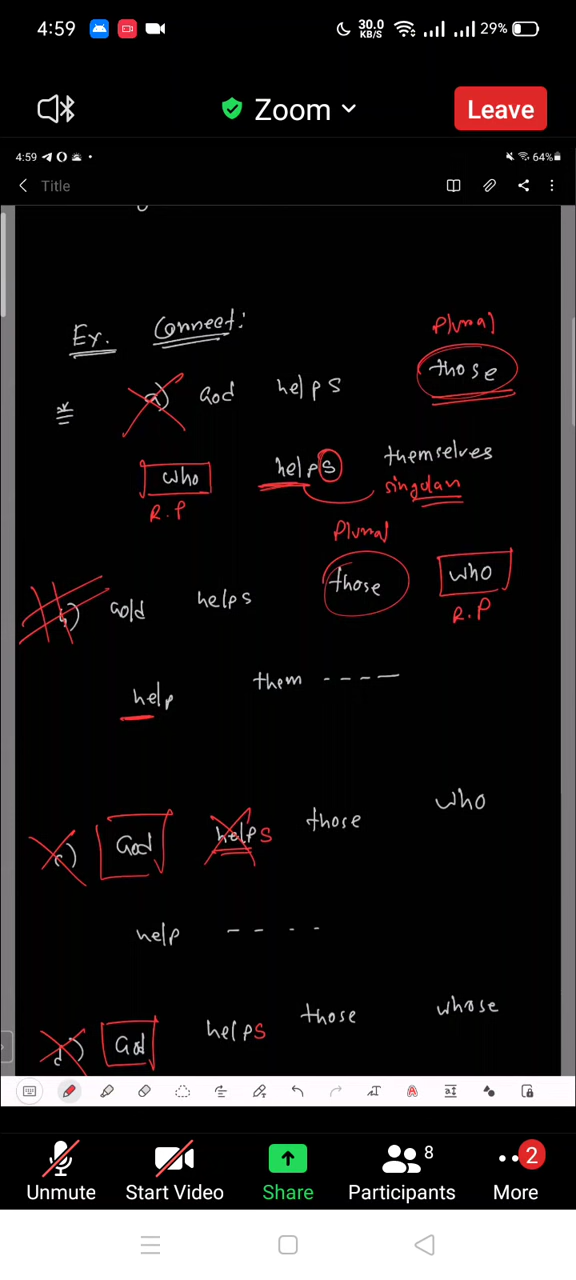 4:59 30.0 KB/S 29%
Zoom Leave
4:59 64%
Title
Ex. Connect:
Plural
a) God helps those
who helps themselves
R.P singular
Plural
b) Gold helps those who
R.P
help them ----
c) God helps those who
help ----
d) God helps those whose
Unmute Start Video Share Participants 8 More 2